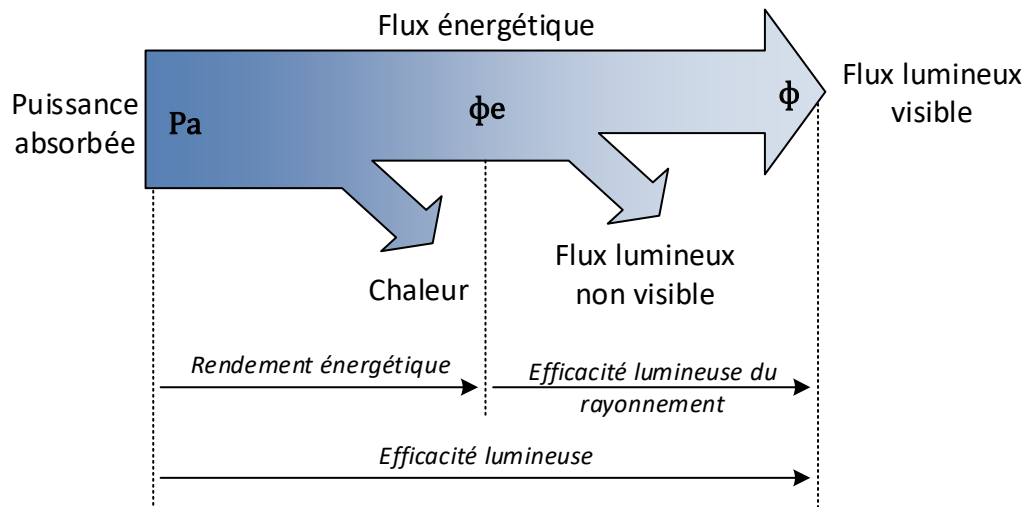 Flux énergétique
Puissance
absorbée
Pa
ϕe
ϕ
Flux lumineux
visible
Chaleur
Flux lumineux
non visible
Rendement énergétique
Efficacité lumineuse du
rayonnement
Efficacité lumineuse